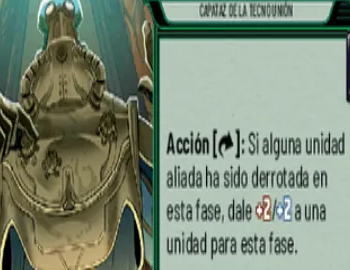 CAPATAZ DE LA TECNOUNIÓN
Acción [↷]: Si alguna unidad
aliada ha sido derrotada en
esta fase, dale +2/+2 a una
unidad para esta fase.